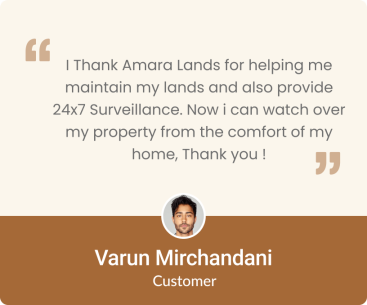 I Thank Amara Lands for helping me
maintain my lands and also provide
24x7 Surveillance. Now i can watch over
my property from the comfort of my
home, Thank you !
Varun Mirchandani
Customer